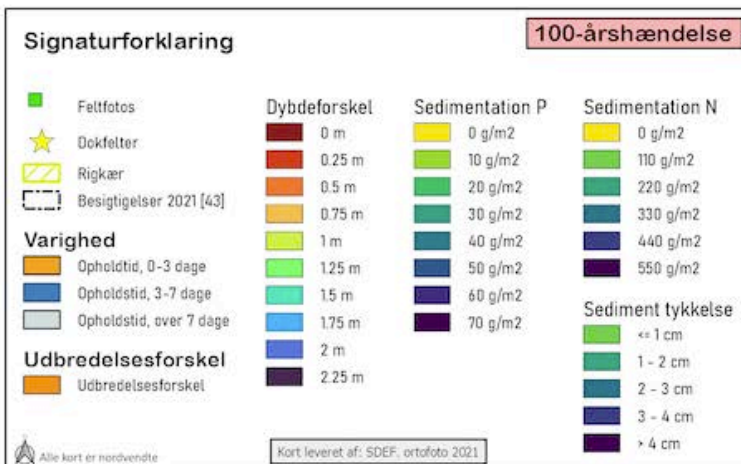 Signaturforklaring
100-årshændelse
Feltfotos
Dokfelter
Rigkær
Besigtigelser 2021 [43]
Varighed
Opholdtid, 0-3 dage
Opholdstid, 3-7 dage
Opholdstid, over 7 dage
Udbredelsesforskel
Udbredelsesforskel
Alle kort er nordvendte
Dybdeforskel
0 m
0.25 m
0.5 m
0.75 m
1 m
1.25 m
1.5 m
1.75 m
2 m
2.25 m
Sedimentation P
0 g/m2
10 g/m2
20 g/m2
30 g/m2
40 g/m2
50 g/m2
60 g/m2
70 g/m2
Sedimentation N
0 g/m2
110 g/m2
220 g/m2
330 g/m2
440 g/m2
550 g/m2
Sediment tykkelse
<= 1 cm
1 - 2 cm
2 - 3 cm
3 - 4 cm
> 4 cm
Kort leveret af: SDEF, ortofoto 2021